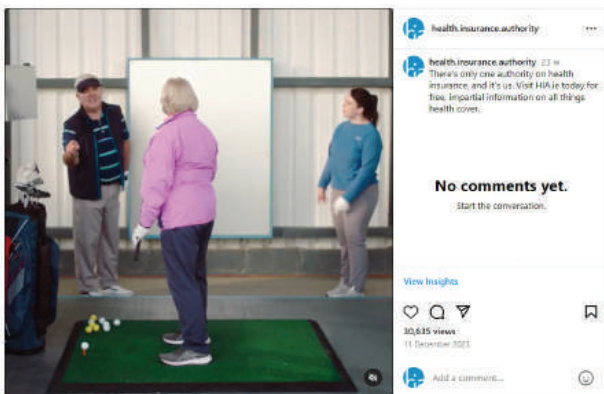 health.insurance.authority
health.insurance.authority 23 w
There's only one authority on health
insurance, and it's us. Visit HIA.ie today for
free, impartial information on all things
health cover.
No comments yet.
Start the conversation.
View Insights
30,635 views
11 December 2023
Add a comment...